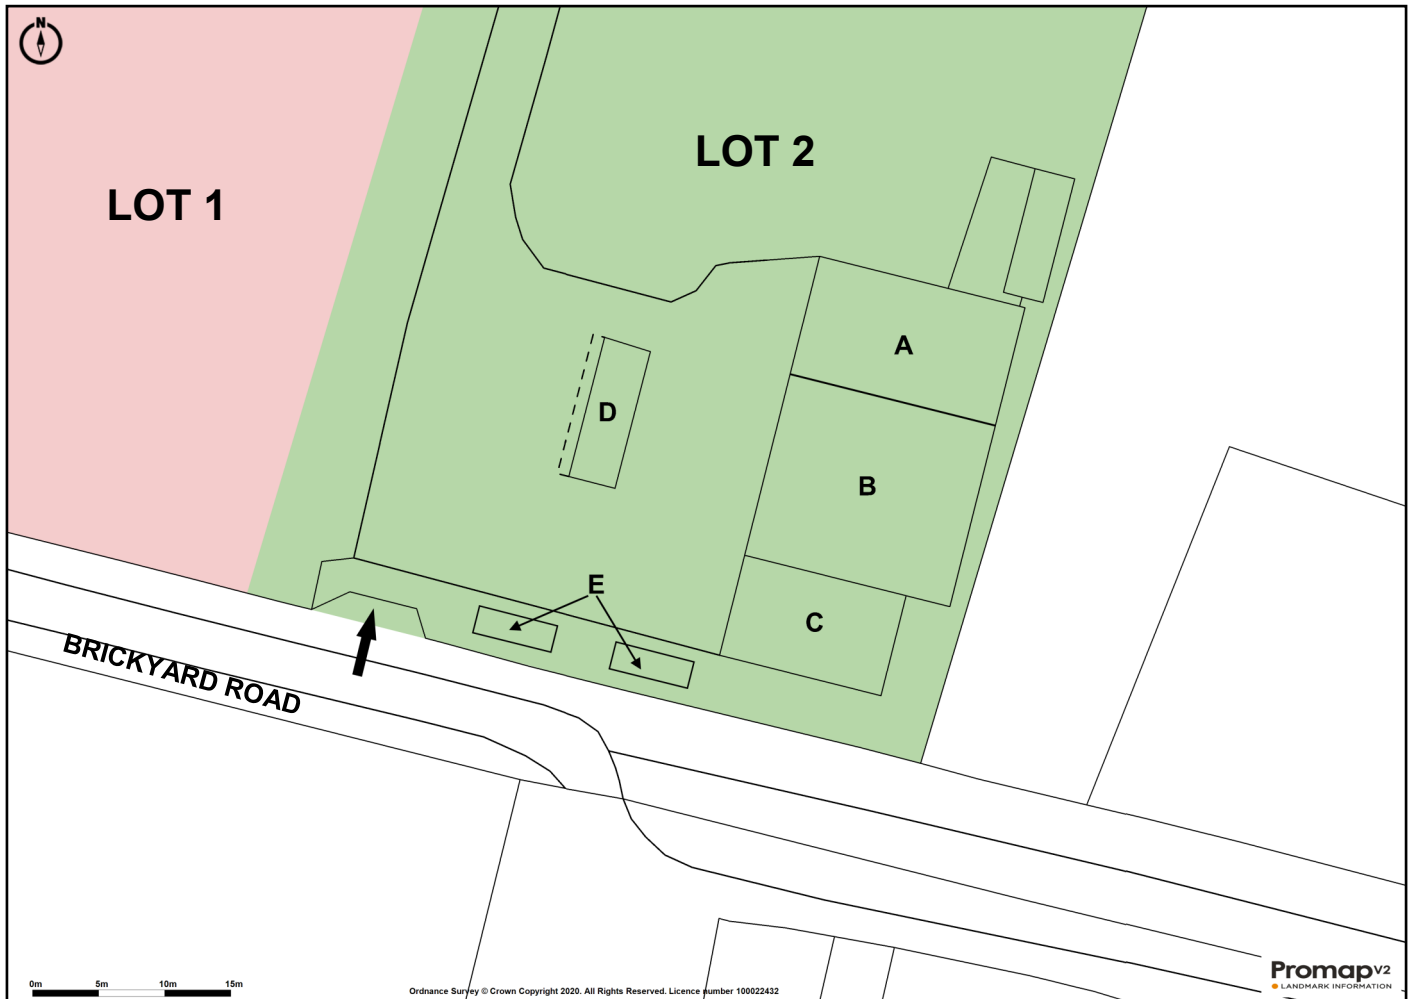 N
LOT 2
LOT 1
A
D
B
E
C
BRICKYARD ROAD
0m 5m 10m 15m
Ordnance Survey © Crown Copyright 2020. All Rights Reserved. Licence number 100022432
Promap V2
LANDMARK INFORMATION